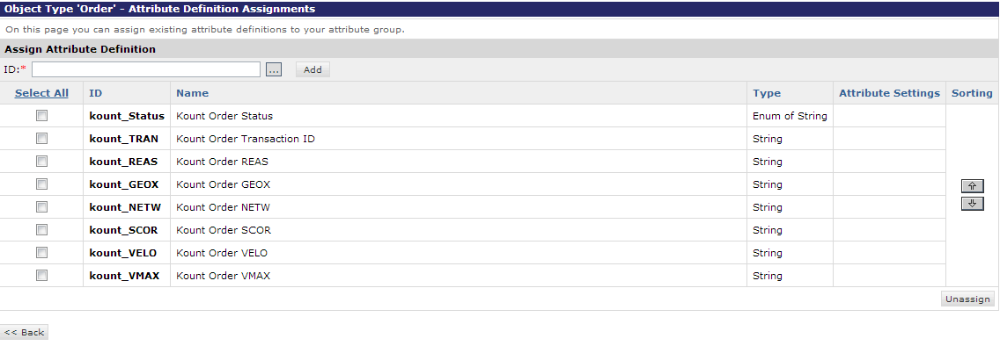 Object Type 'Order' - Attribute Definition Assignments
On this page you can assign existing attribute definitions to your attribute group.
Assign Attribute Definition
ID:* ... Add
Select All ID Name Type Attribute Settings Sorting
kount_Status Kount Order Status Enum of String
kount_TRAN Kount Order Transaction ID String
kount_REAS Kount Order REAS String
kount_GEOX Kount Order GEOX String
kount_NETW Kount Order NETW String
kount_SCOR Kount Order SCOR String
kount_VELO Kount Order VELO String
kount_VMAX Kount Order VMAX String
Unassign
<< Back